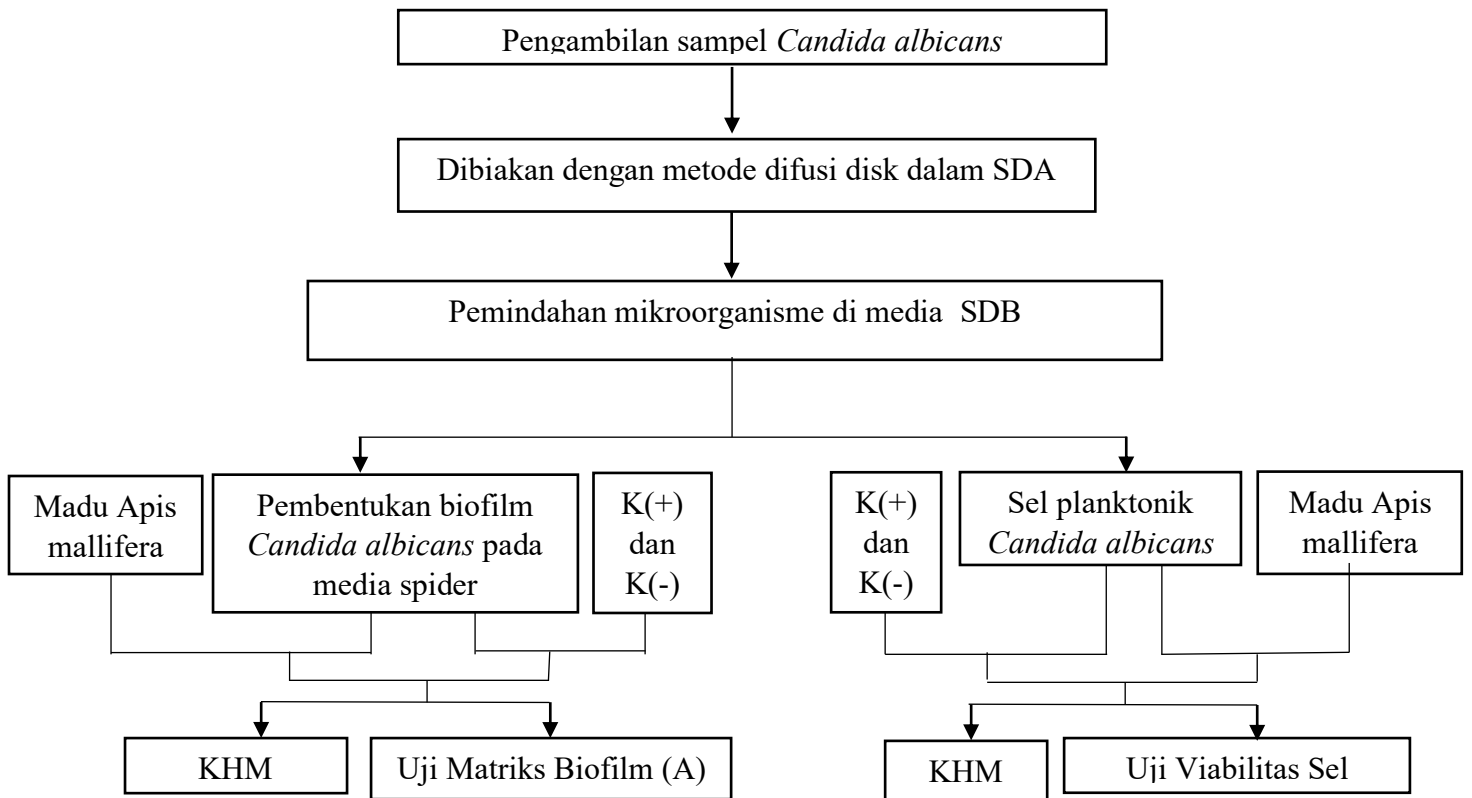 Pengambilan sampel Candida albicans
Dibiakan dengan metode difusi disk dalam SDA
Pemindahan mikroorganisme di media SDB
Madu Apis
mallifera
Pembentukan biofilm
Candida albicans pada
media spider
K(+)
dan
K(-)
K(+)
dan
K(-)
Sel planktonik
Candida albicans
Madu Apis
mallifera
KHM
Uji Matriks Biofilm (A)
KHM
Uji Viabilitas Sel